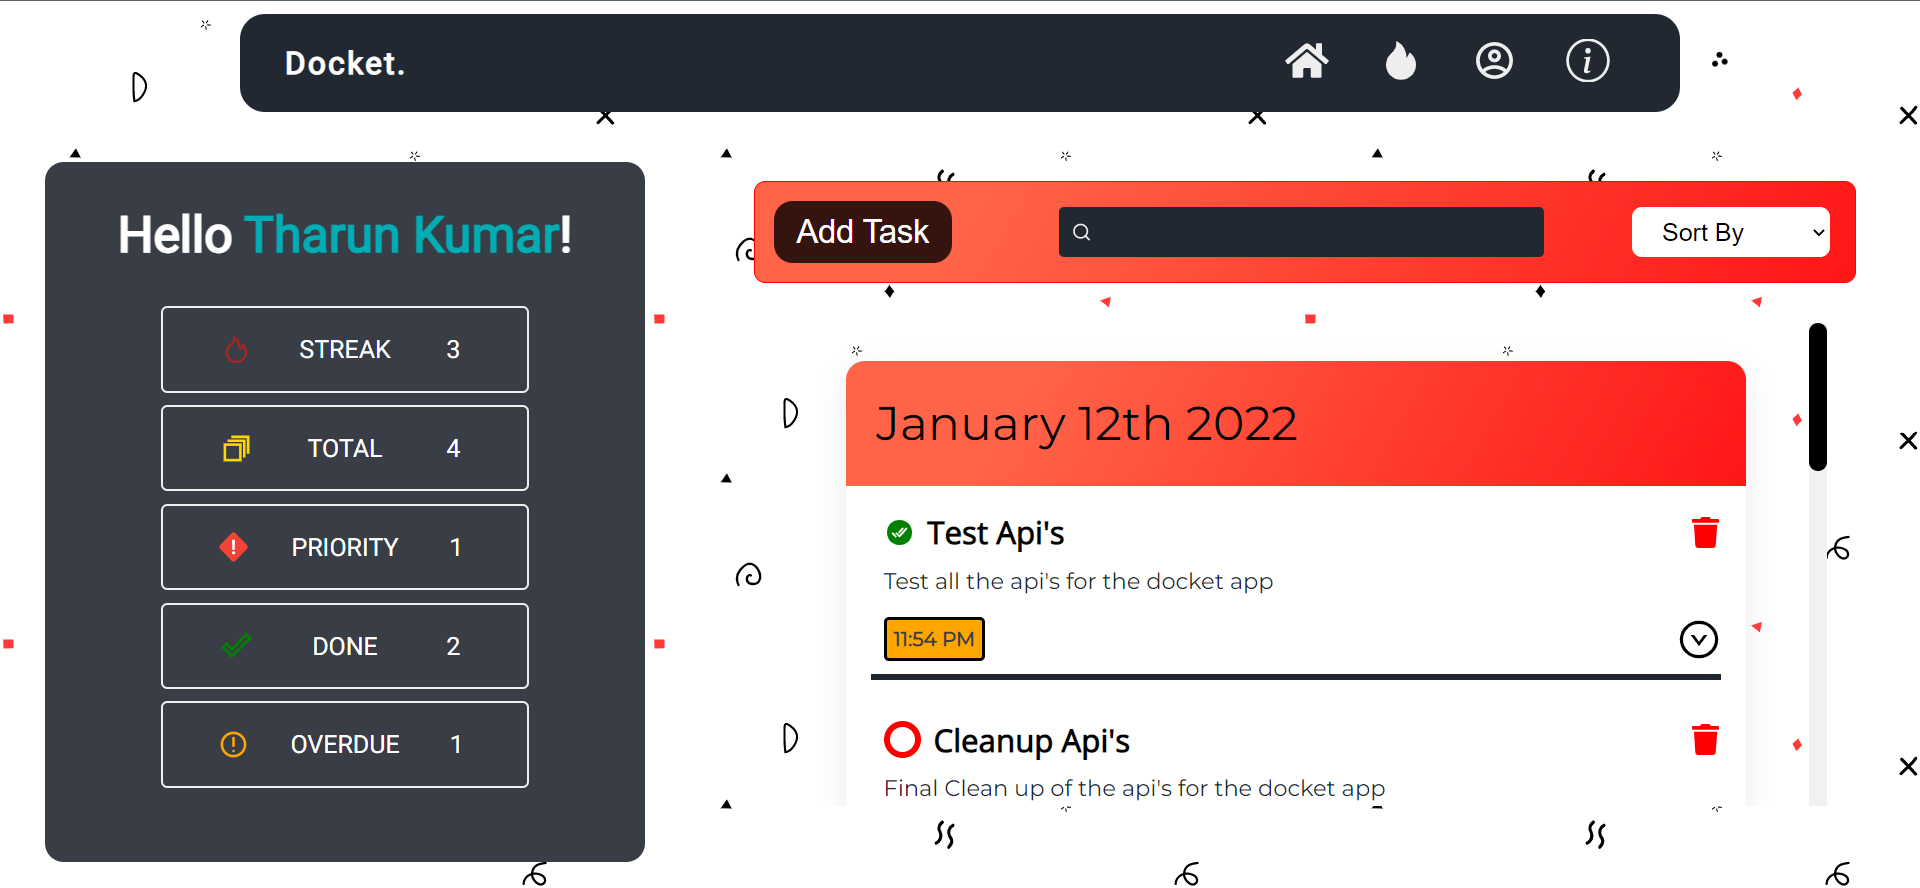 Docket.
Hello Tharun Kumar!
STREAK 3
TOTAL 4
PRIORITY 1
DONE 2
OVERDUE 1
Add Task
Sort By
January 12th 2022
Test Api's
Test all the api's for the docket app
11:54 PM
Cleanup Api's
Final Clean up of the api's for the docket app